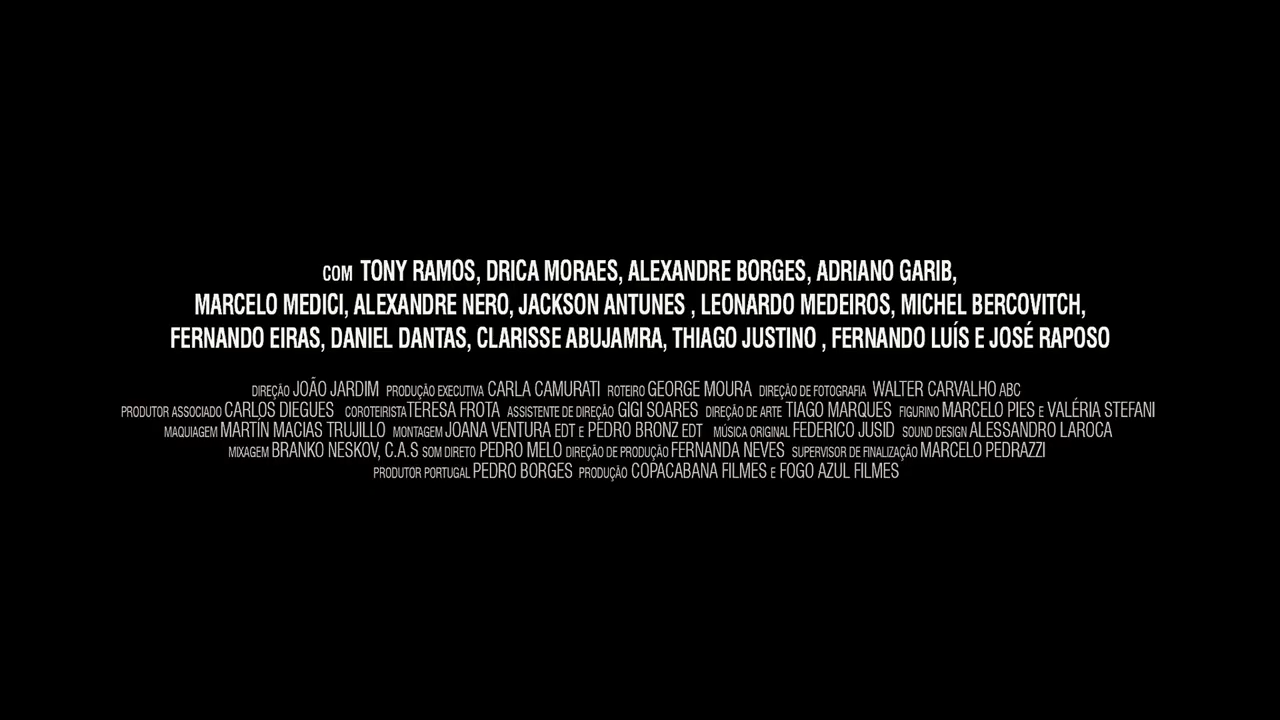 COM TONY RAMOS, DRICA MORAES, ALEXANDRE BORGES, ADRIANO GARIB,
MARCELO MEDICI, ALEXANDRE NERO, JACKSON ANTUNES , LEONARDO MEDEIROS, MICHEL BERCOVITCH,
FERNANDO EIRAS, DANIEL DANTAS, CLARISSE ABUJAMRA, THIAGO JUSTINO , FERNANDO LUÍS E JOSÉ RAPOSO
DIREÇÃO JOÃO JARDIM PRODUÇÃO EXECUTIVA CARLA CAMURATI ROTEIRO GEORGE MOURA DIREÇÃO DE FOTOGRAFIA WALTER CARVALHO ABC
PRODUTOR ASSOCIADO CARLOS DIEGUES COROTEIRISTA TERESA FROTA ASSISTENTE DE DIREÇÃO GIGI SOARES DIREÇÃO DE ARTE TIAGO MARQUES FIGURINO MARCELO PIES E VALÉRIA STEFANI
MAQUIAGEM MARTÍN MACIAS TRUJILLO MONTAGEM JOANA VENTURA EDT E PEDRO BRONZ EDT MÚSICA ORIGINAL FEDERICO JUSID SOUND DESIGN ALESSANDRO LAROCA
MIXAGEM BRANKO NESKOV, C.A.S SOM DIRETO PEDRO MELO DIREÇÃO DE PRODUÇÃO FERNANDA NEVES SUPERVISOR DE FINALIZAÇÃO MARCELO PEDRAZZI
PRODUTOR PORTUGAL PEDRO BORGES PRODUÇÃO COPACABANA FILMES E FOGO AZUL FILMES